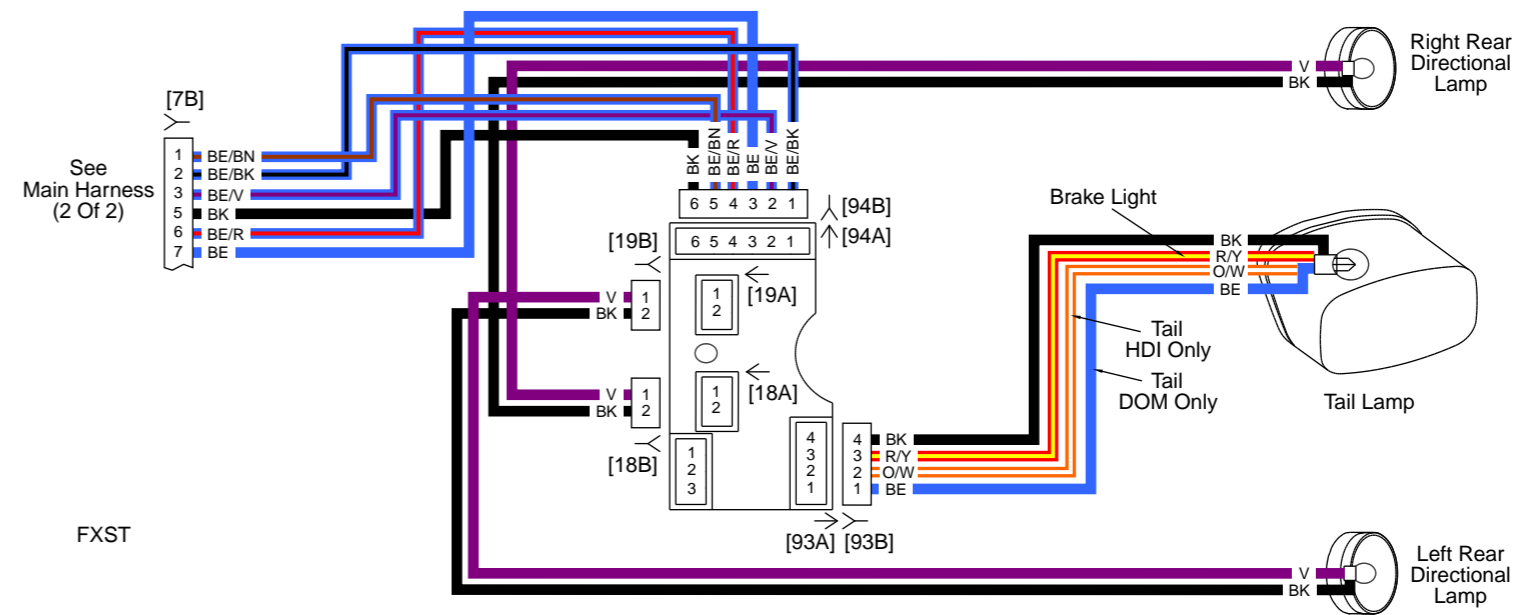 Right Rear
Directional
Lamp
V
BK
[7B]
See
Main Harness
(2 Of 2)
1 BE/BN
2 BE/BK
3 BE/V
5 BK
6 BE/R
7 BE
BK BE/BN BE/R BE BE/V BE/BK
6 5 4 3 2 1
[94B]
[94A]
6 5 4 3 2 1
[19B]
V 1
BK 2
1
2
[19A]
V 1
BK 2
1
2
[18A]
[18B]
1
2
3
4
3
2
1
4 BK
3 R/Y
2 O/W
1 BE
[93A] [93B]
Brake Light
BK
R/Y
O/W
BE
Tail
HDI Only
Tail
DOM Only
Tail Lamp
FXST
V
BK
Left Rear
Directional
Lamp